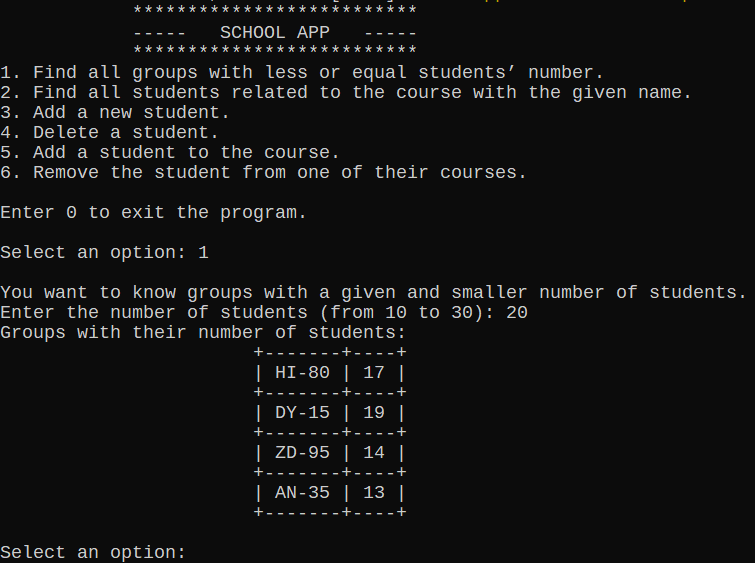 **************************
-----   SCHOOL APP   -----
**************************
1. Find all groups with less or equal students’ number.
2. Find all students related to the course with the given name.
3. Add a new student.
4. Delete a student.
5. Add a student to the course.
6. Remove the student from one of their courses.
Enter 0 to exit the program.
Select an option: 1
You want to know groups with a given and smaller number of students.
Enter the number of students (from 10 to 30): 20
Groups with their number of students:
+-------+----+
| HI-80 | 17 |
+-------+----+
| DY-15 | 19 |
+-------+----+
| ZD-95 | 14 |
+-------+----+
| AN-35 | 13 |
+-------+----+
Select an option: